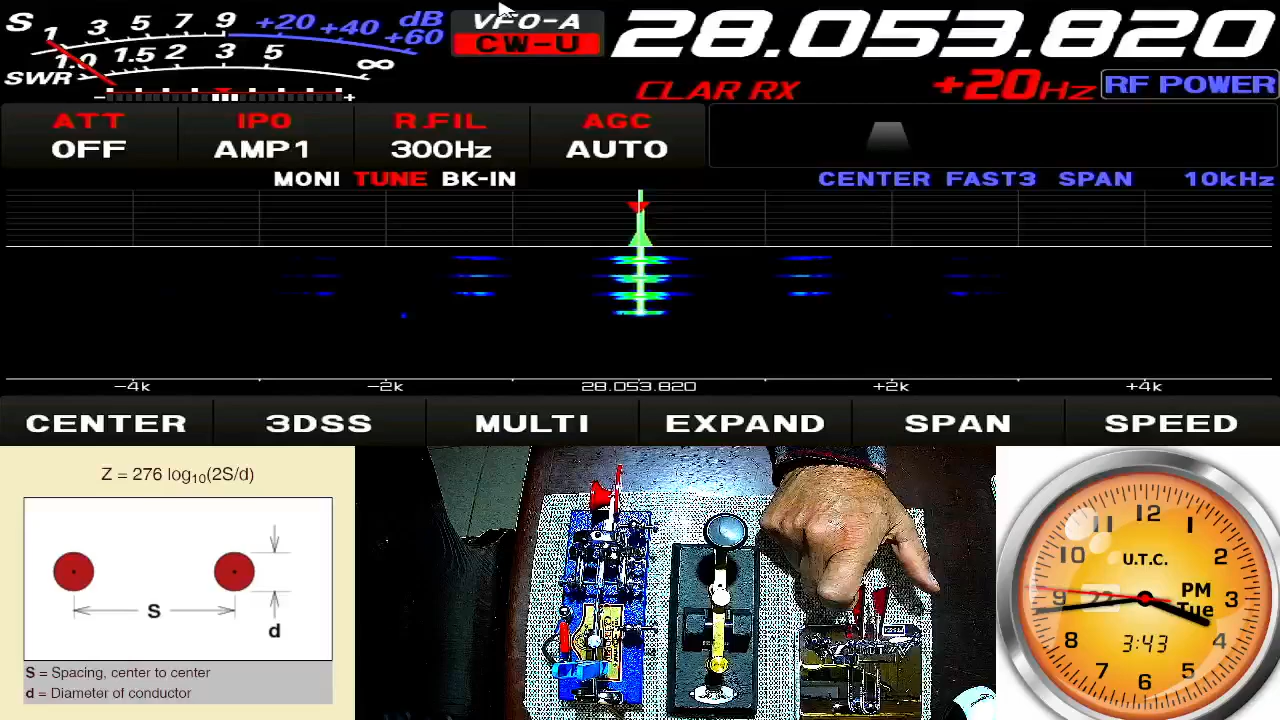 S 1 3 5 7 9 +20 +40 +60 dB
SWR 1.0 1.5 2 3 5 ∞
− +
VFO-A
CW-U
28.053.820
CLAR RX +20Hz RF POWER
ATT IPO R.FIL AGC
OFF AMP1 300Hz AUTO
MONI TUNE BK-IN CENTER FAST3 SPAN 10kHz
-4k -2k 28.053.820 +2k +4k
CENTER 3DSS MULTI EXPAND SPAN SPEED
Z = 276 log10(2S/d)
S
d
S = Spacing, center to center
d = Diameter of conductor
12 1 2 3 4 5 6 7 8 9 10 11
U.T.C.
PM
Tue
3:43